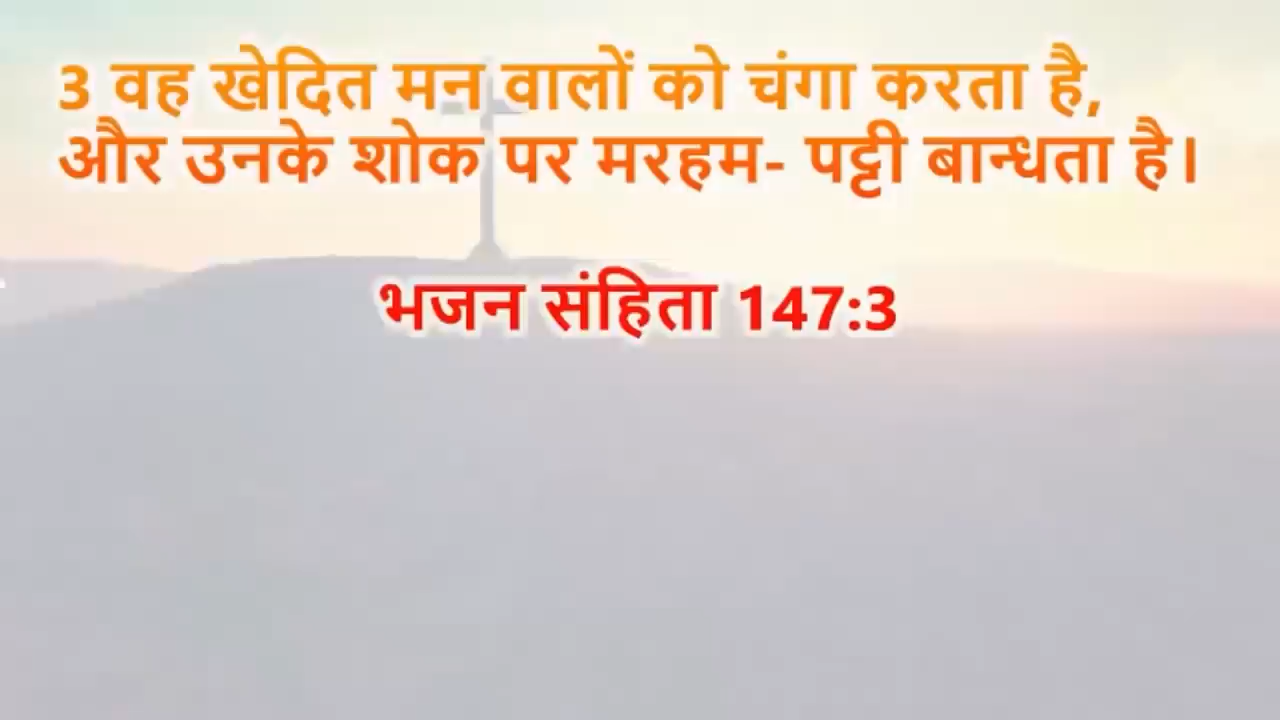 3 वह खेदित मन वालों को चंगा करता है,
और उनके शोक पर मरहम- पट्टी बान्धता है।
भजन संहिता 147:3